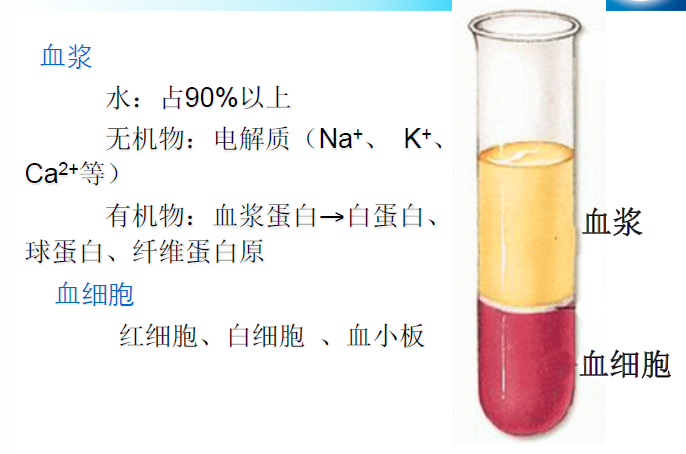 血浆
水：占90%以上
无机物：电解质（Na⁺、 K⁺、
Ca²⁺等）
有机物：血浆蛋白→白蛋白、
球蛋白、纤维蛋白原
血细胞
红细胞、白细胞 、血小板
血浆
血细胞